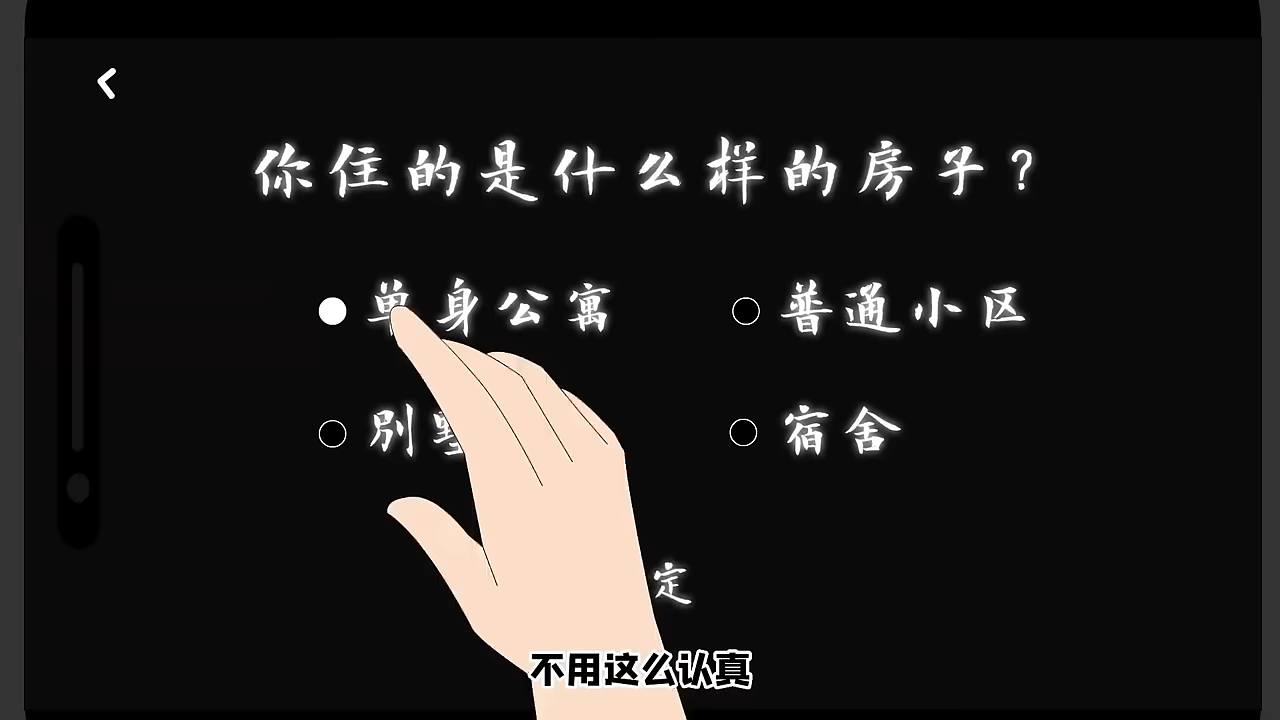 你住的是什么样的房子？
单身公寓 普通小区
别墅 宿舍
定
不用这么认真